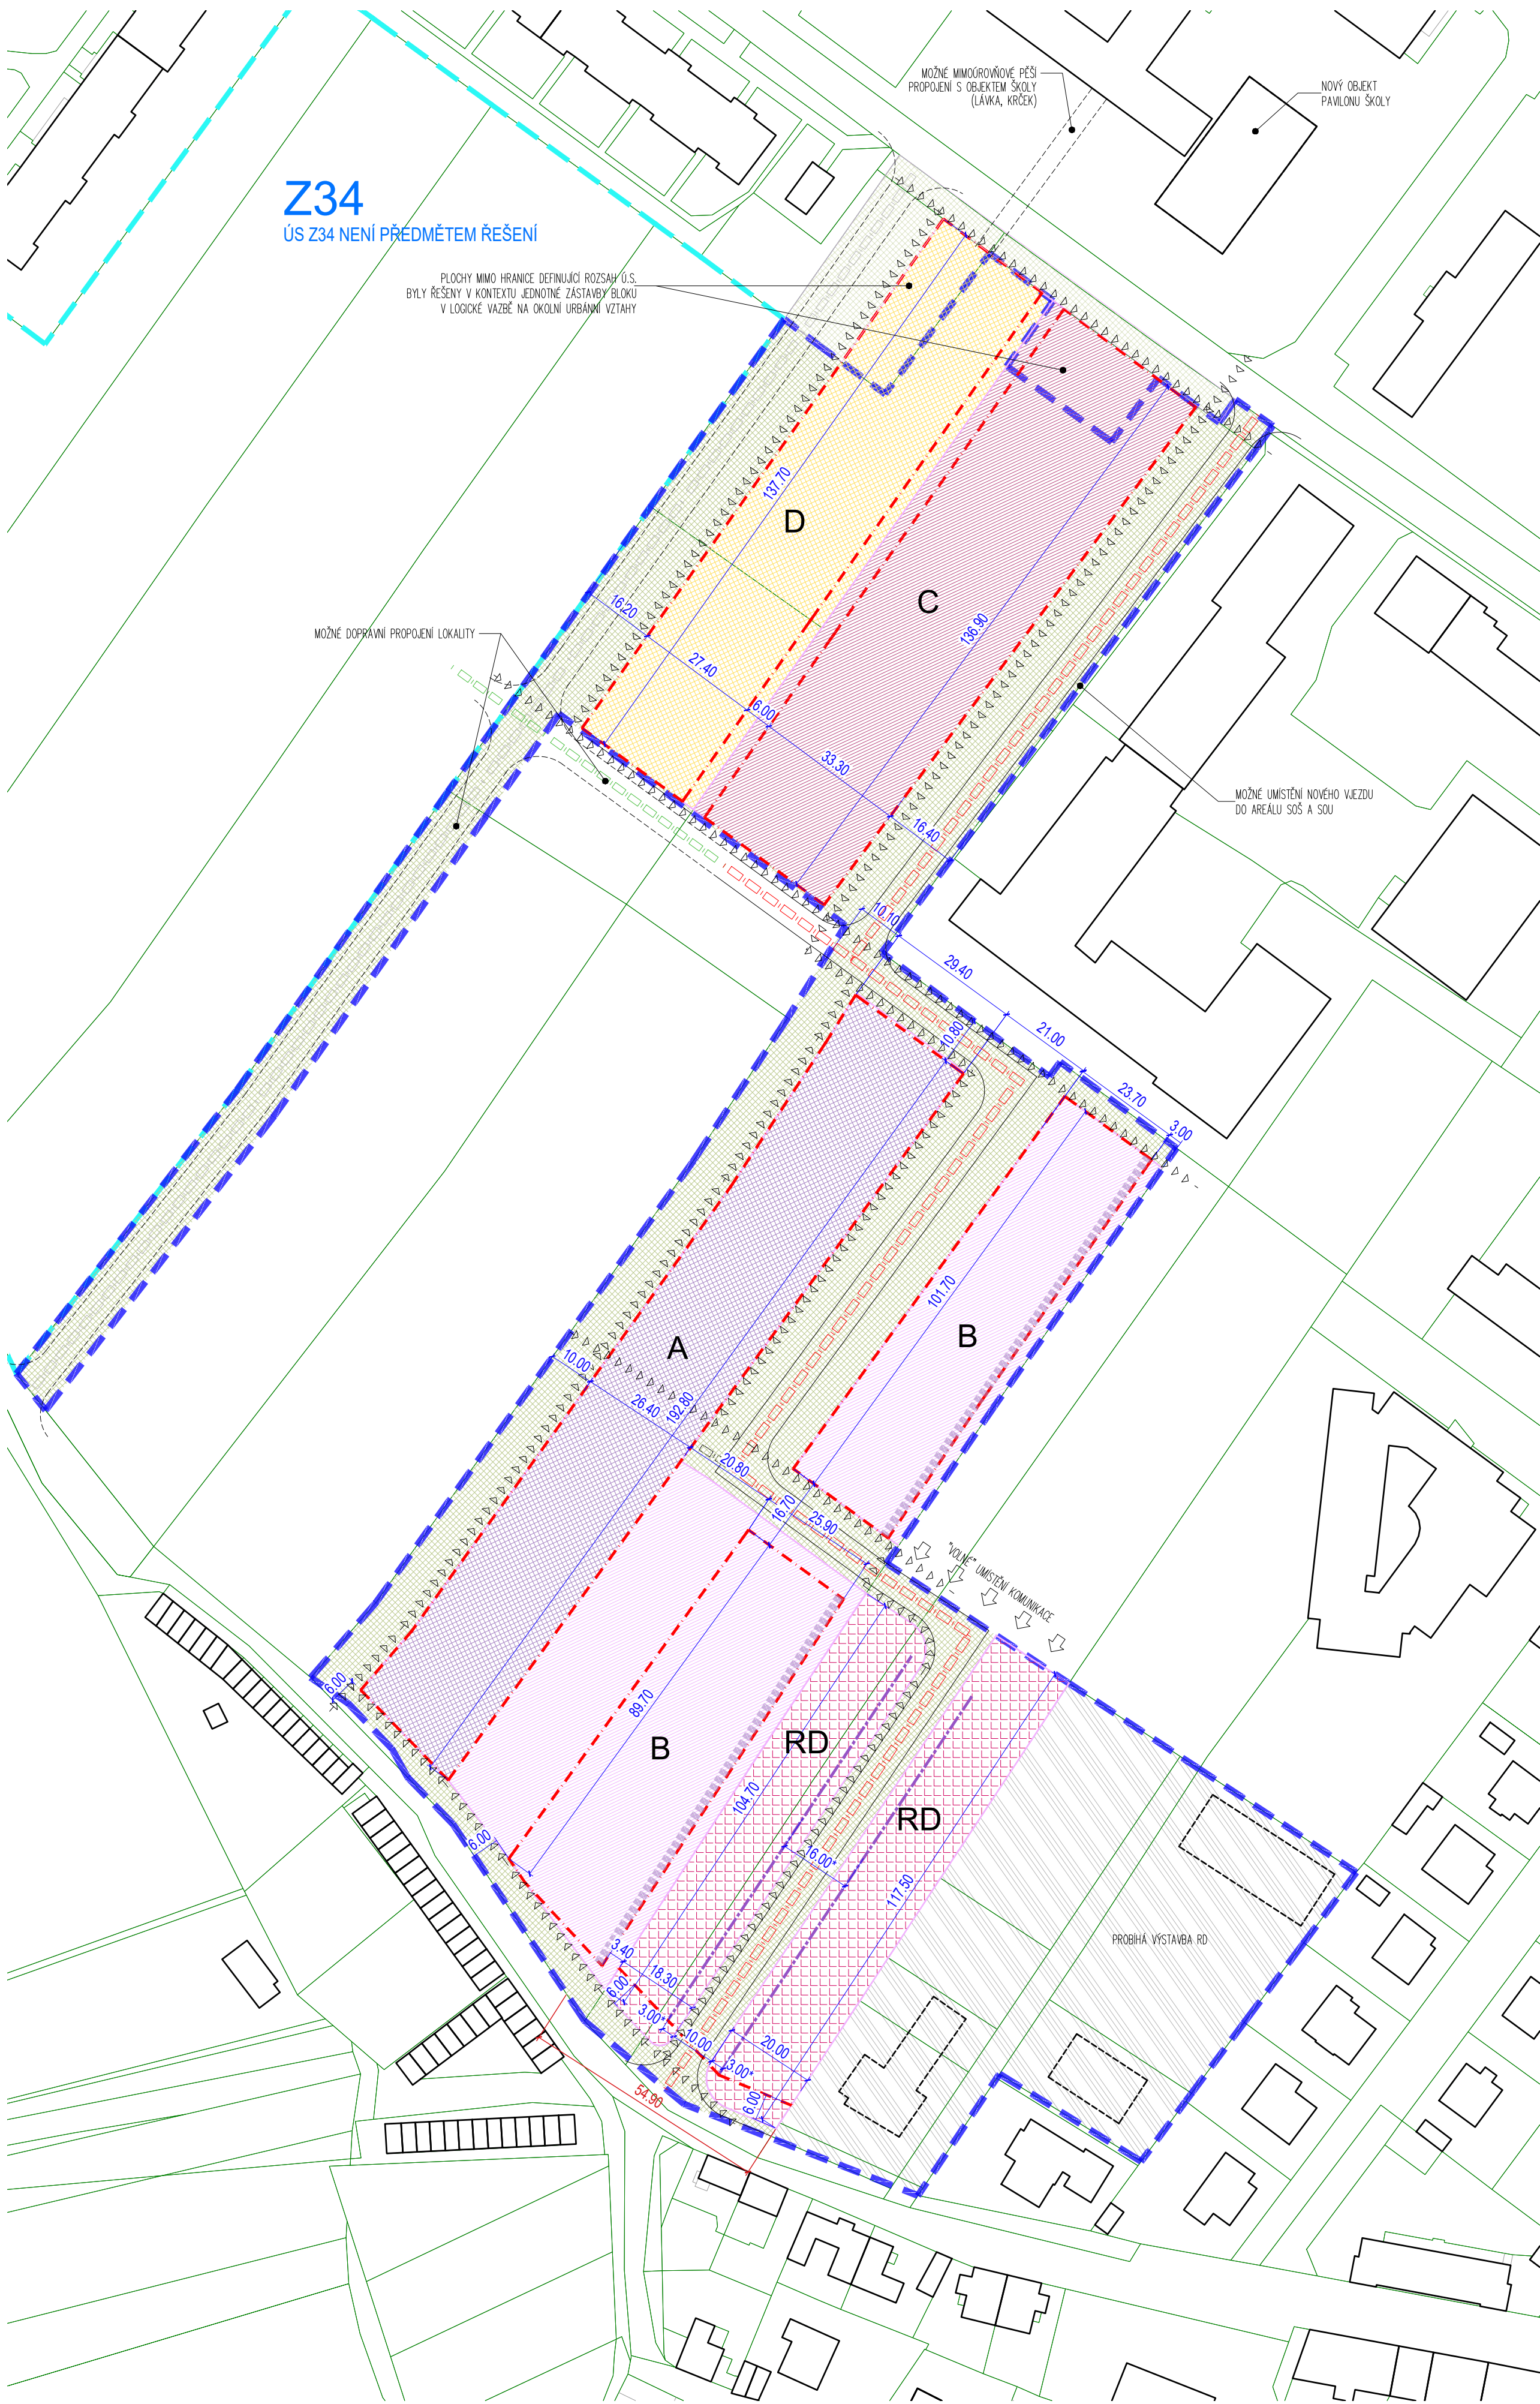 MOŽNÉ MIMOÚROVŇOVÉ PĚŠÍ
PROPOJENÍ S OBJEKTEM ŠKOLY
(LÁVKA, KRČEK)
NOVÝ OBJEKT
PAVILONU ŠKOLY
Z34
ÚS Z34 NENÍ PŘEDMĚTEM ŘEŠENÍ
PLOCHY MIMO HRANICE DEFINUJÍCÍ ROZSAH Ú.S.
BYLY ŘEŠENY V KONTEXTU JEDNOTNÉ ZÁSTAVBY BLOKŮ
V LOGICKÉ VAZBĚ NA OKOLNÍ URBÁNNÍ VZTAHY
137.70
D
C
16.20
136.90
MOŽNÉ DOPRAVNÍ PROPOJENÍ LOKALITY
27.40
6.00
33.30
MOŽNÉ UMÍSTĚNÍ NOVÉHO VJEZDU
DO AREÁLU SOŠ A SOU
16.40
10.10
29.40
21.00
10.80
23.70
3.00
101.70
B
A
10.00
26.40
192.80
20.80
16.70
25.90
"VOLNÉ" UMÍSTĚNÍ KOMUNIKACE
6.00
89.70
B
RD
104.70
RD
6.00
16.00*
117.50
PROBÍHÁ VÝSTAVBA RD
3.40
18.30
6.00
3.00*
10.00
20.00
3.00*
54.90
6.00